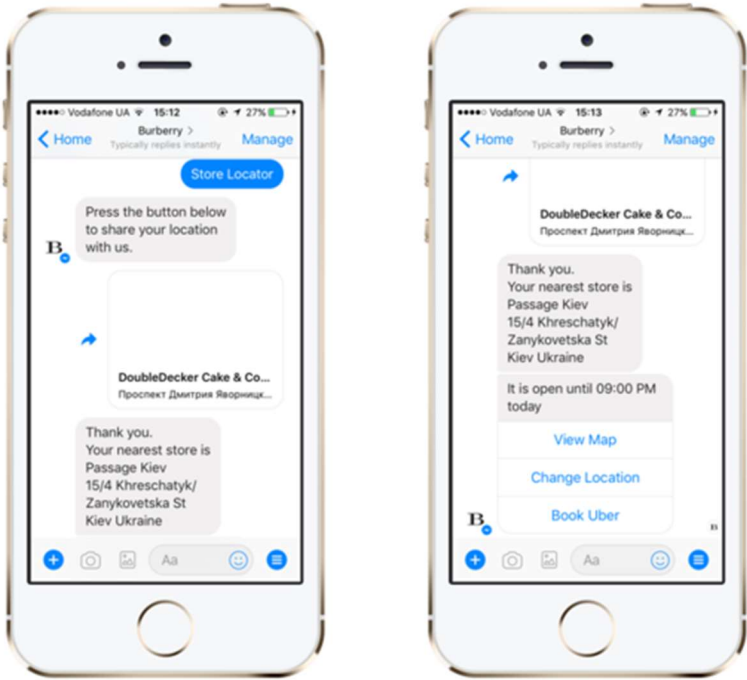 Vodafone UA 15:12 27%
Home
Burberry >
Typically replies instantly
Manage
Store Locator
Press the button below
to share your location
with us.
B
DoubleDecker Cake & Co...
Проспект Дмитрия Яворницк...
Thank you.
Your nearest store is
Passage Kiev
15/4 Khreschatyk/
Zanykovetska St
Kiev Ukraine
Aa
Vodafone UA 15:13 27%
Home
Burberry >
Typically replies instantly
Manage
DoubleDecker Cake & Co...
Проспект Дмитрия Яворницк...
Thank you.
Your nearest store is
Passage Kiev
15/4 Khreschatyk/
Zanykovetska St
Kiev Ukraine
It is open until 09:00 PM
today
View Map
Change Location
Book Uber
B
B
Aa